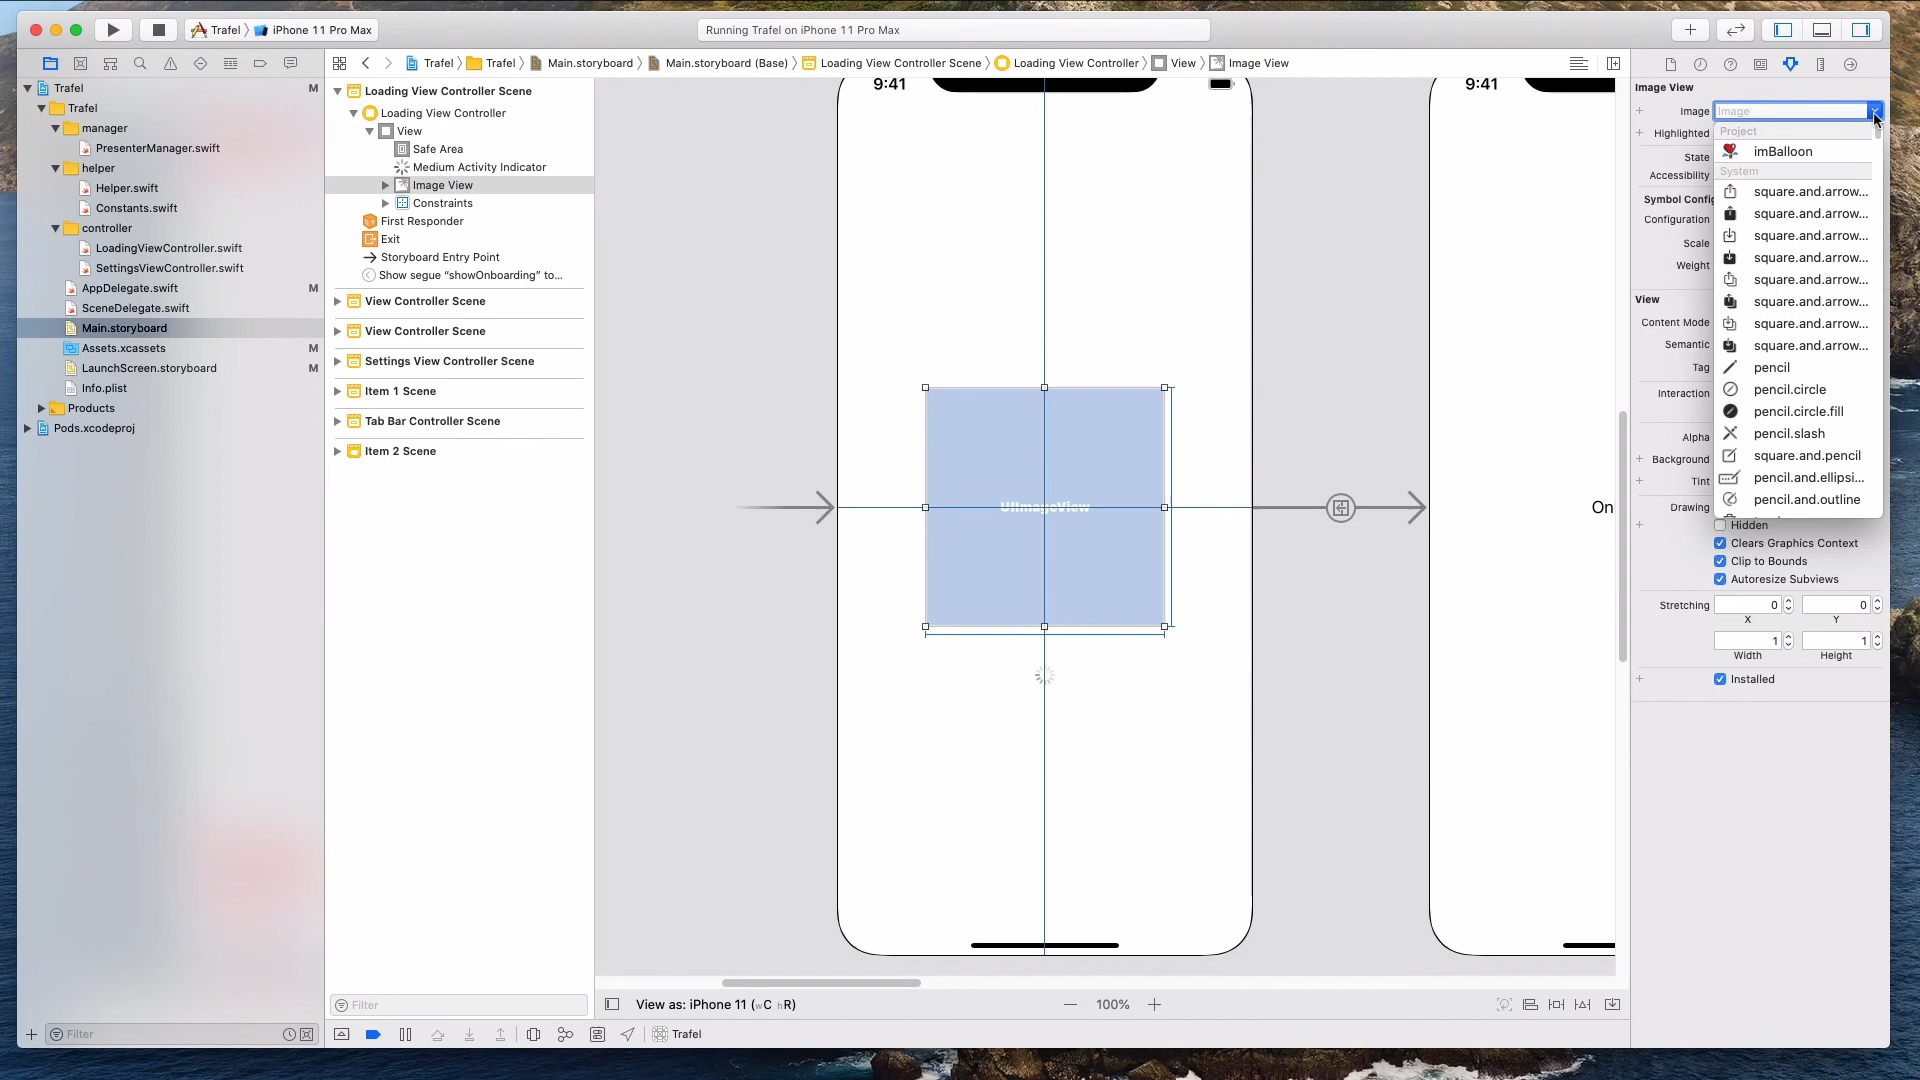 Trafel
iPhone 11 Pro Max
Running Trafel on iPhone 11 Pro Max
Trafel
Trafel
Main.storyboard
Main.storyboard (Base)
Loading View Controller Scene
Loading View Controller
View
Image View
Trafel
M
Trafel
manager
PresenterManager.swift
helper
Helper.swift
Constants.swift
controller
LoadingViewController.swift
SettingsViewController.swift
AppDelegate.swift
M
SceneDelegate.swift
Main.storyboard
Assets.xcassets
M
LaunchScreen.storyboard
M
Info.plist
Products
Pods.xcodeproj
Filter
Loading View Controller Scene
Loading View Controller
View
Safe Area
Medium Activity Indicator
Image View
Constraints
First Responder
Exit
Storyboard Entry Point
Show segue “showOnboarding” to...
View Controller Scene
View Controller Scene
Settings View Controller Scene
Item 1 Scene
Tab Bar Controller Scene
Item 2 Scene
Filter
9:41
UIImageView
9:41
On
View as: iPhone 11 (wC hR)
100%
Trafel
Image View
Image
Image
Highlighted
State
Accessibility
Symbol Config
Configuration
Scale
Weight
View
Content Mode
Semantic
Tag
Interaction
Alpha
Background
Tint
Drawing
Project
imBalloon
System
square.and.arrow...
square.and.arrow...
square.and.arrow...
square.and.arrow...
square.and.arrow...
square.and.arrow...
square.and.arrow...
square.and.arrow...
pencil
pencil.circle
pencil.circle.fill
pencil.slash
square.and.pencil
pencil.and.ellipsi...
pencil.and.outline
Hidden
Clears Graphics Context
Clip to Bounds
Autoresize Subviews
Stretching
0
0
X
Y
1
1
Width
Height
Installed